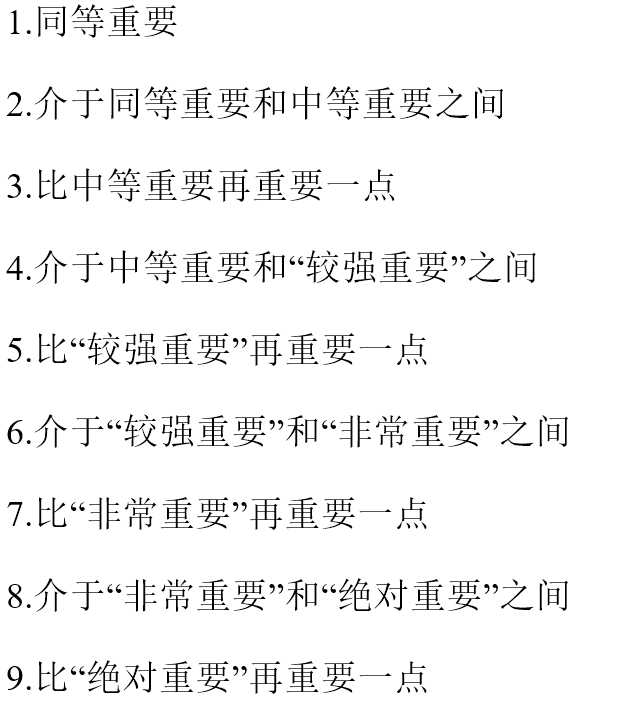 1.同等重要
2.介于同等重要和中等重要之间
3.比中等重要再重要一点
4.介于中等重要和“较强重要”之间
5.比“较强重要”再重要一点
6.介于“较强重要”和“非常重要”之间
7.比“非常重要”再重要一点
8.介于“非常重要”和“绝对重要”之间
9.比“绝对重要”再重要一点